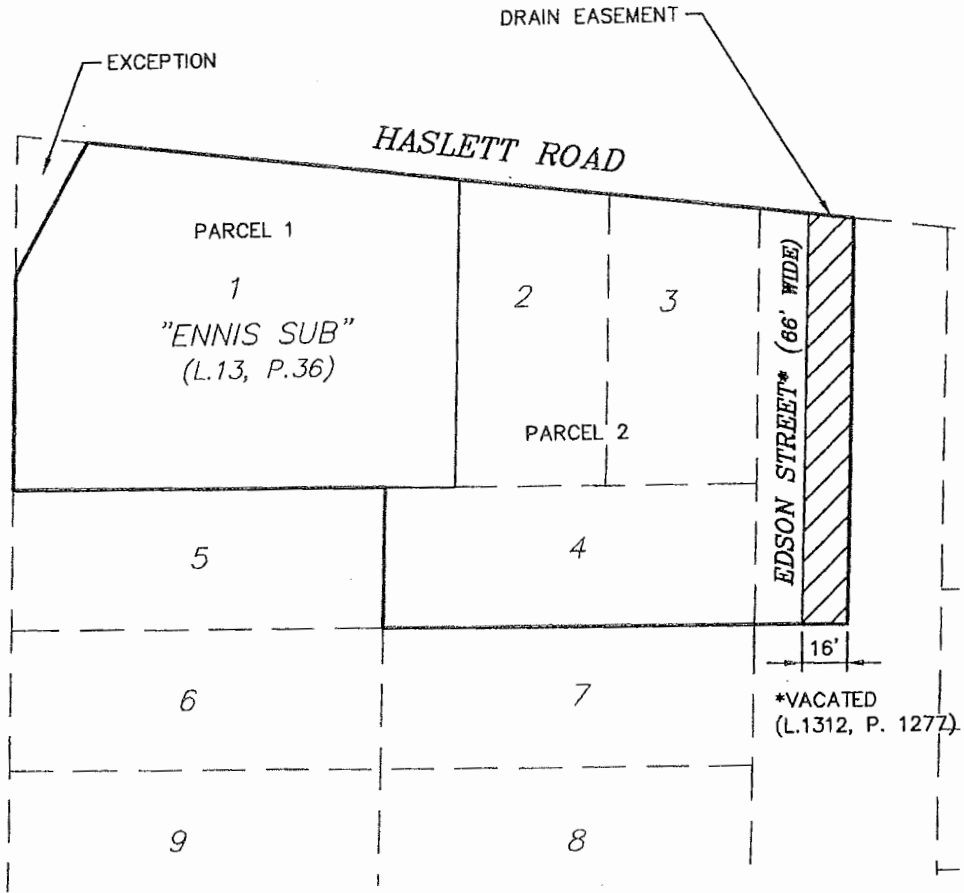 DRAIN EASEMENT
EXCEPTION
HASLETT ROAD
PARCEL 1
1
"ENNIS SUB"
(L.13, P.36)
2
3
PARCEL 2
EDSON STREET* (66' WIDE)
5
4
16'
*VACATED
(L.1312, P. 1277)
6
7
9
8